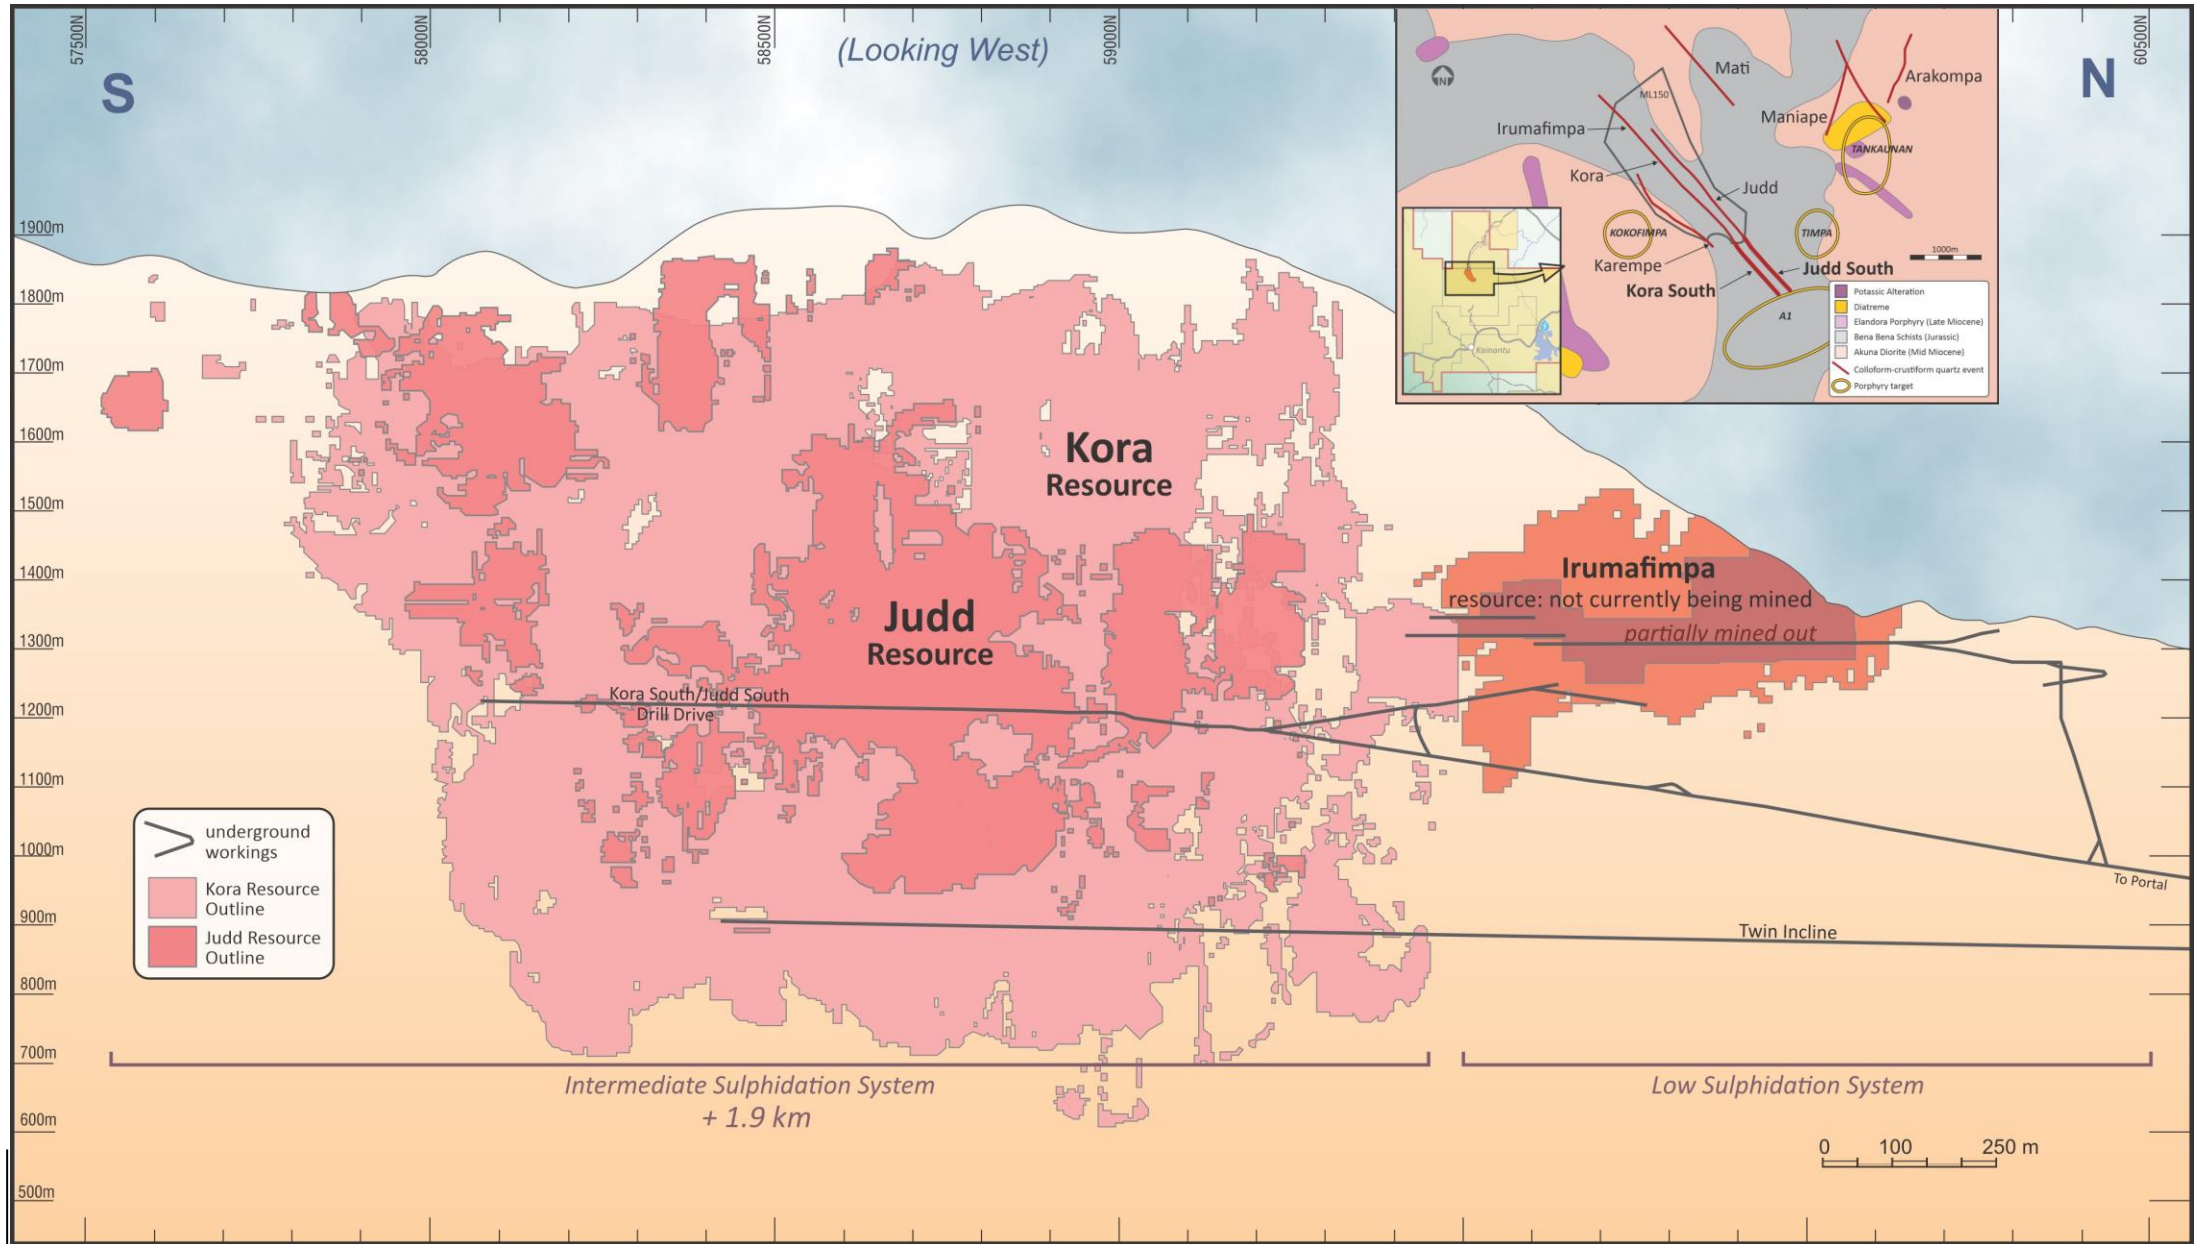 57500N
58000N
58500N
59000N
60500N
S
(Looking West)
N
1900m
1800m
1700m
1600m
1500m
1400m
1300m
1200m
1100m
1000m
900m
800m
700m
600m
500m
Kora
Resource
Judd
Resource
Irumafimpa
resource: not currently being mined
partially mined out
Kora South/Judd South
Drill Drive
To Portal
Twin Incline
underground
workings
Kora Resource
Outline
Judd Resource
Outline
Intermediate Sulphidation System
+ 1.9 km
Low Sulphidation System
0 100 250 m
N
Mati
Arakompa
ML150
Maniape
Irumafimpa
TANKAUNAN
Kora
Judd
KOKOFIMPA
TIMPA
1000m
Karempe
Judd South
Kora South
A1
Kainantu
Potassic Alteration
Diatreme
Elandora Porphyry (Late Miocene)
Bena Bena Schists (Jurassic)
Akuna Diorite (Mid Miocene)
Colloform-crustiform quartz event
Porphyry target